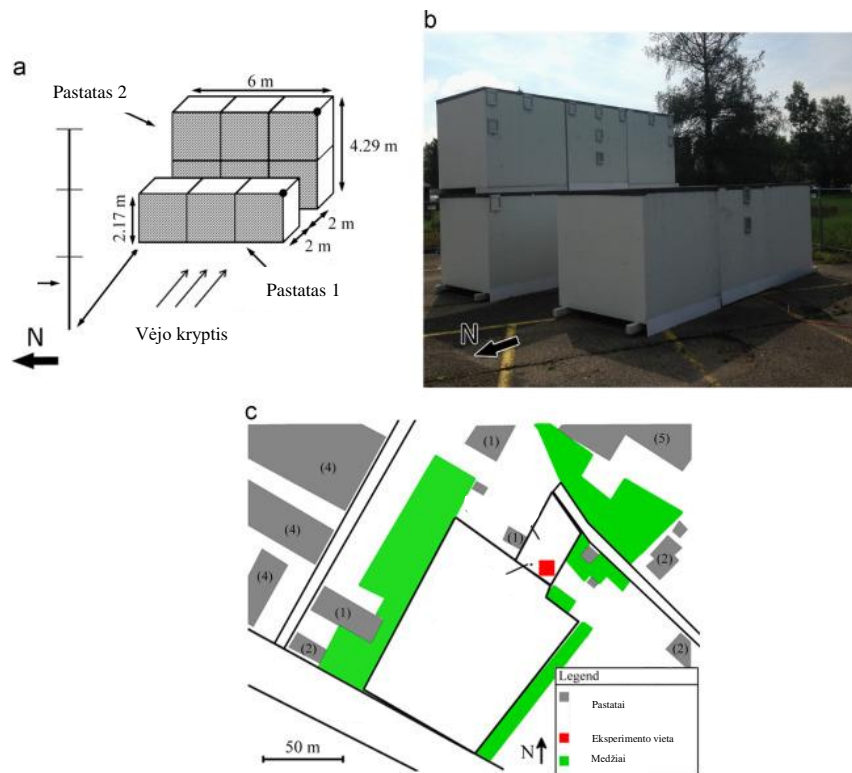 a
Pastatas 2
6 m
4.29 m
2.17 m
2 m
2 m
Pastatas 1
Vėjo kryptis
N
b
N
c
(1)
(5)
(4)
(4)
(1)
(4)
(2)
(1)
(2)
(2)
Legend
Pastatai
Eksperimento vieta
Medžiai
50 m
N